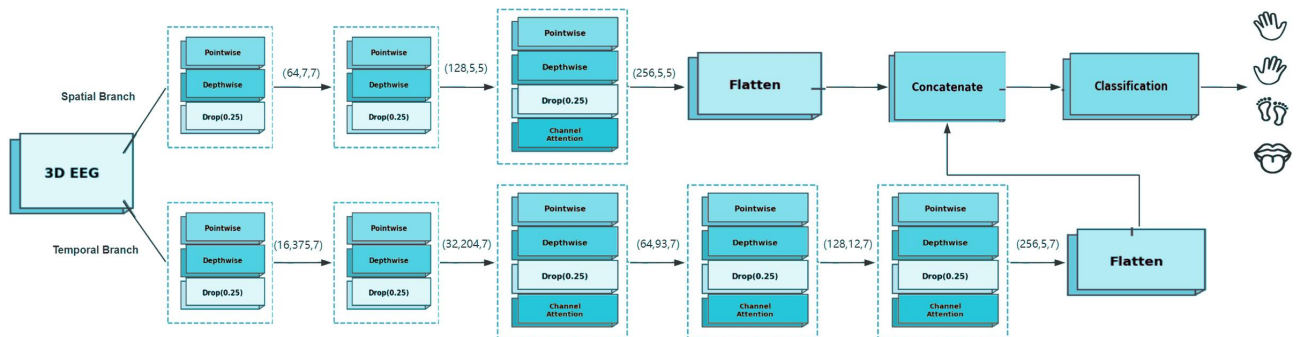 Spatial Branch
Pointwise
Depthwise
Drop(0.25)
(64,7,7)
Pointwise
Depthwise
Drop(0.25)
(128,5,5)
Pointwise
Depthwise
Drop(0.25)
Channel
Attention
(256,5,5)
Flatten
Concatenate
Classification
3D EEG
Temporal Branch
Pointwise
Depthwise
Drop(0.25)
(16,375,7)
Pointwise
Depthwise
Drop(0.25)
(32,204,7)
Pointwise
Depthwise
Drop(0.25)
Channel
Attention
(64,93,7)
Pointwise
Depthwise
Drop(0.25)
Channel
Attention
(128,12,7)
Pointwise
Depthwise
Drop(0.25)
Channel
Attention
(256,5,7)
Flatten